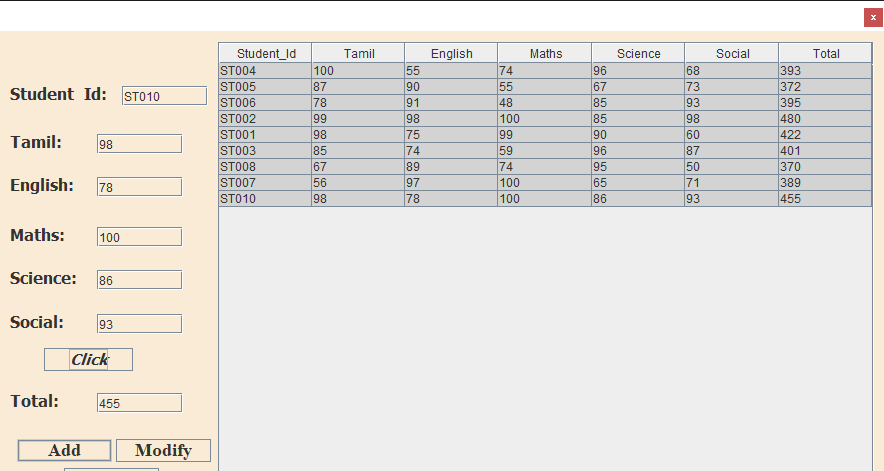 x
Student Id: ST010
Tamil: 98
English: 78
Maths: 100
Science: 86
Social: 93
Click
Total: 455
Add Modify
Student_Id Tamil English Maths Science Social Total
ST004 100 55 74 96 68 393
ST005 87 90 55 67 73 372
ST006 78 91 48 85 93 395
ST002 99 98 100 85 98 480
ST001 98 75 99 90 60 422
ST003 85 74 59 96 87 401
ST008 67 89 74 95 50 370
ST007 56 97 100 65 71 389
ST010 98 78 100 86 93 455